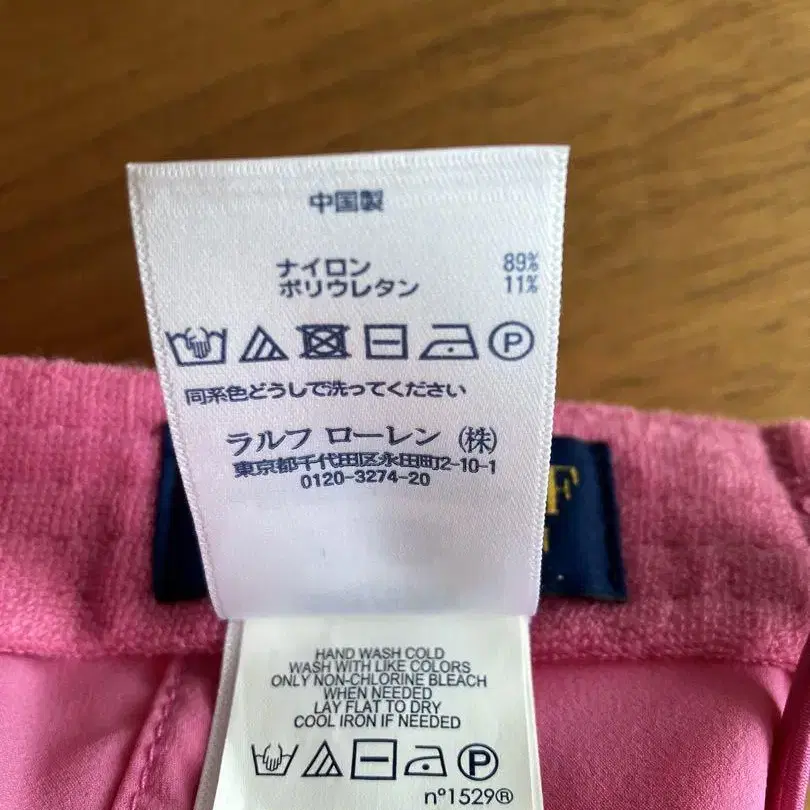 中国製
ナイロン 89%
ポリウレタン 11%
P
同系色どうしで洗ってください
ラルフ ローレン (株)
東京都千代田区永田町2-10-1
0120-3274-20
F
HAND WASH COLD
WASH WITH LIKE COLORS
ONLY NON-CHLORINE BLEACH
WHEN NEEDED
LAY FLAT TO DRY
COOL IRON IF NEEDED
P
nº1529®